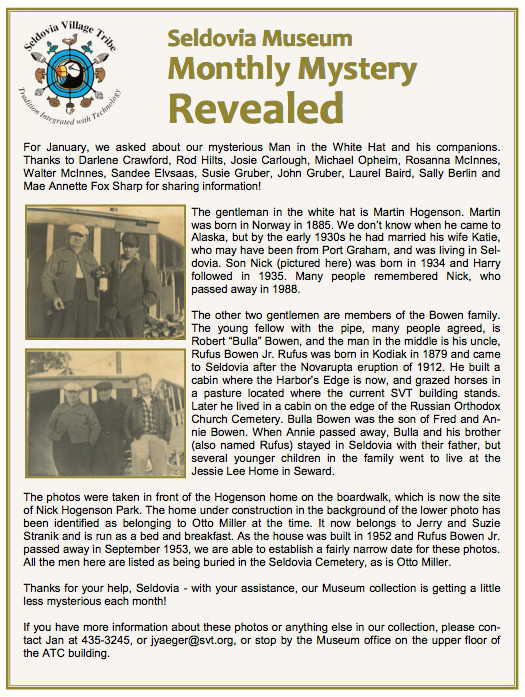 Seldovia Village Tribe
Tradition Integrated with Technology
Seldovia Museum
Monthly Mystery
Revealed
For January, we asked about our mysterious Man in the White Hat and his companions.
Thanks to Darlene Crawford, Rod Hilts, Josie Carlough, Michael Opheim, Rosanna McInnes,
Walter McInnes, Sandee Elvsaas, Susie Gruber, John Gruber, Laurel Baird, Sally Berlin and
Mae Annette Fox Sharp for sharing information!
The gentleman in the white hat is Martin Hogenson. Martin
was born in Norway in 1885. We don't know when he came to
Alaska, but by the early 1930s he had married his wife Katie,
who may have been from Port Graham, and was living in Sel-
dovia. Son Nick (pictured here) was born in 1934 and Harry
followed in 1935. Many people remembered Nick, who
passed away in 1988.
The other two gentlemen are members of the Bowen family.
The young fellow with the pipe, many people agreed, is
Robert “Bulla” Bowen, and the man in the middle is his uncle,
Rufus Bowen Jr. Rufus was born in Kodiak in 1879 and came
to Seldovia after the Novarupta eruption of 1912. He built a
cabin where the Harbor's Edge is now, and grazed horses in
a pasture located where the current SVT building stands.
Later he lived in a cabin on the edge of the Russian Orthodox
Church Cemetery. Bulla Bowen was the son of Fred and An-
nie Bowen. When Annie passed away, Bulla and his brother
(also named Rufus) stayed in Seldovia with their father, but
several younger children in the family went to live at the
Jessie Lee Home in Seward.
The photos were taken in front of the Hogenson home on the boardwalk, which is now the site
of Nick Hogenson Park. The home under construction in the background of the lower photo has
been identified as belonging to Otto Miller at the time. It now belongs to Jerry and Suzie
Stranik and is run as a bed and breakfast. As the house was built in 1952 and Rufus Bowen Jr.
passed away in September 1953, we are able to establish a fairly narrow date for these photos.
All the men here are listed as being buried in the Seldovia Cemetery, as is Otto Miller.
Thanks for your help, Seldovia - with your assistance, our Museum collection is getting a little
less mysterious each month!
If you have more information about these photos or anything else in our collection, please con-
tact Jan at 435-3245, or jyaeger@svt.org, or stop by the Museum office on the upper floor of
the ATC building.